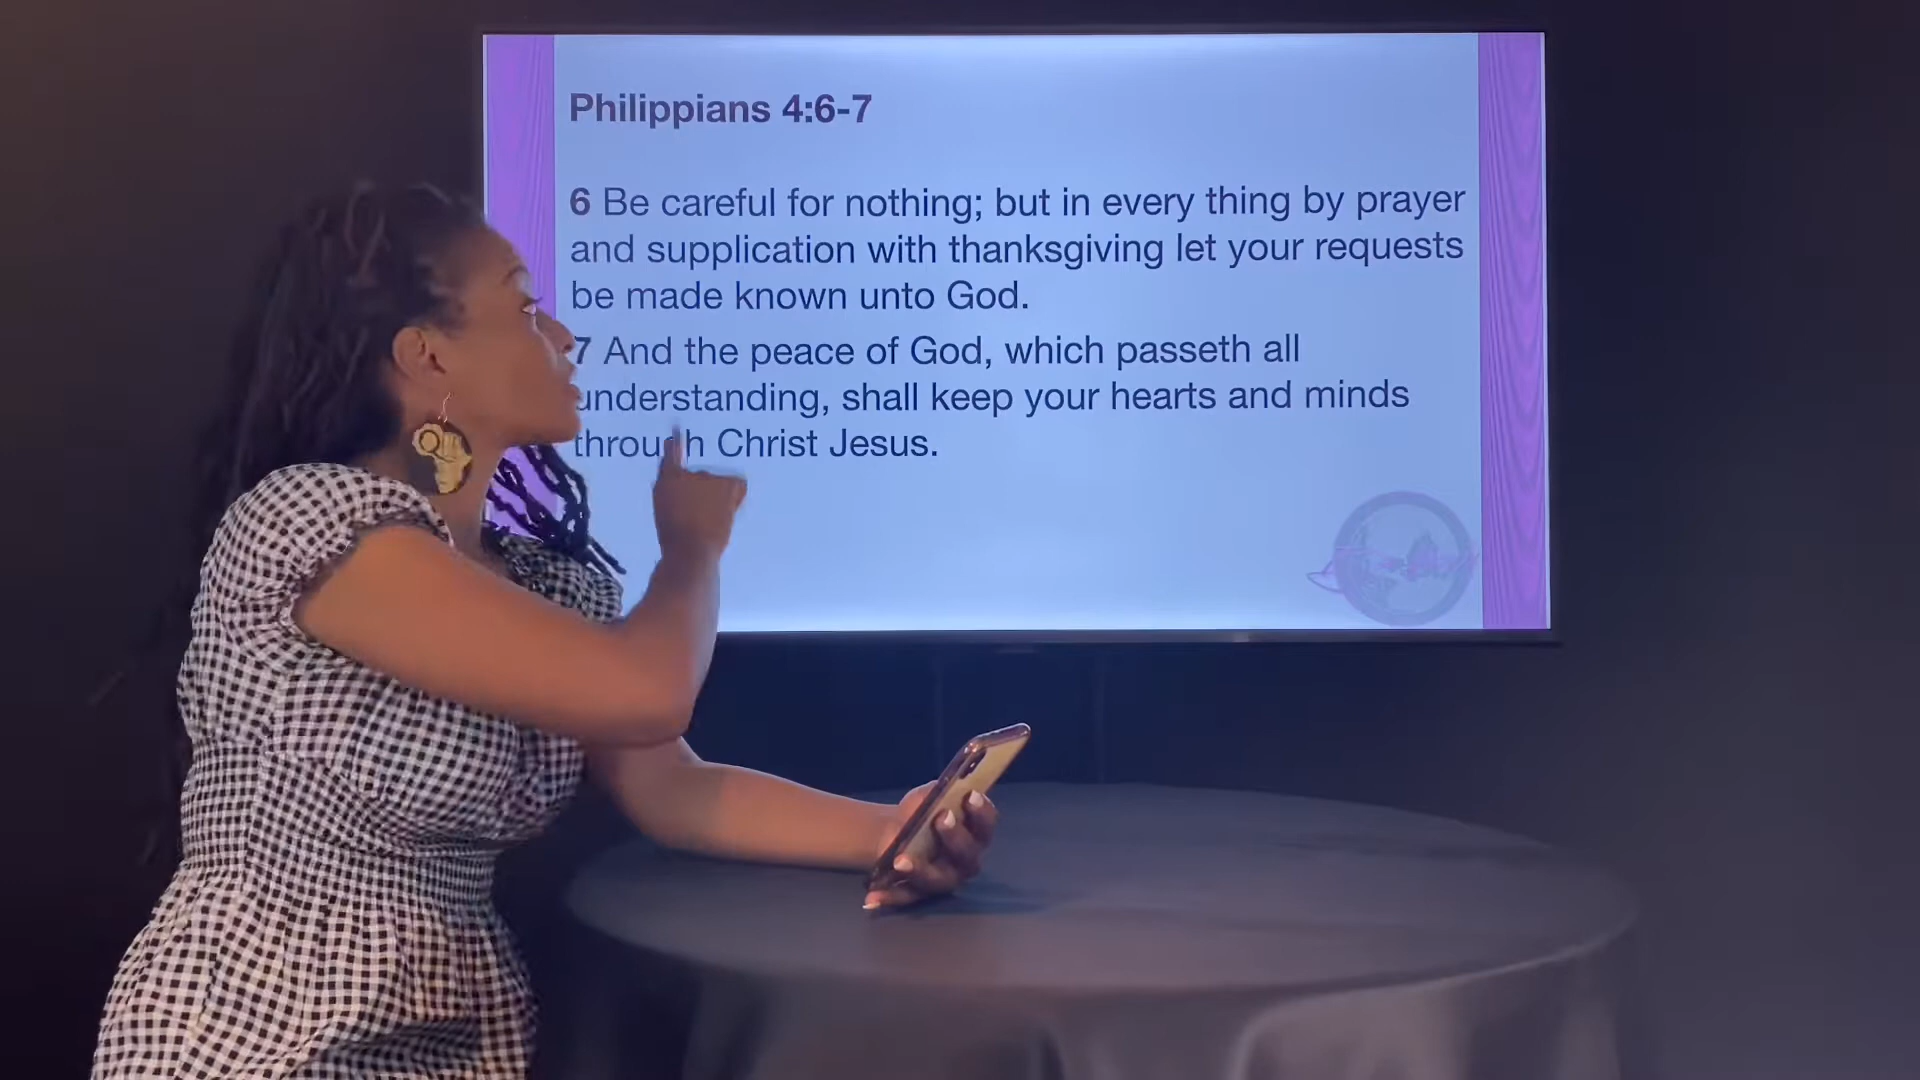 Philippians 4:6-7
6 Be careful for nothing; but in every thing by prayer
and supplication with thanksgiving let your requests
be made known unto God.
7 And the peace of God, which passeth all
understanding, shall keep your hearts and minds
through Christ Jesus.